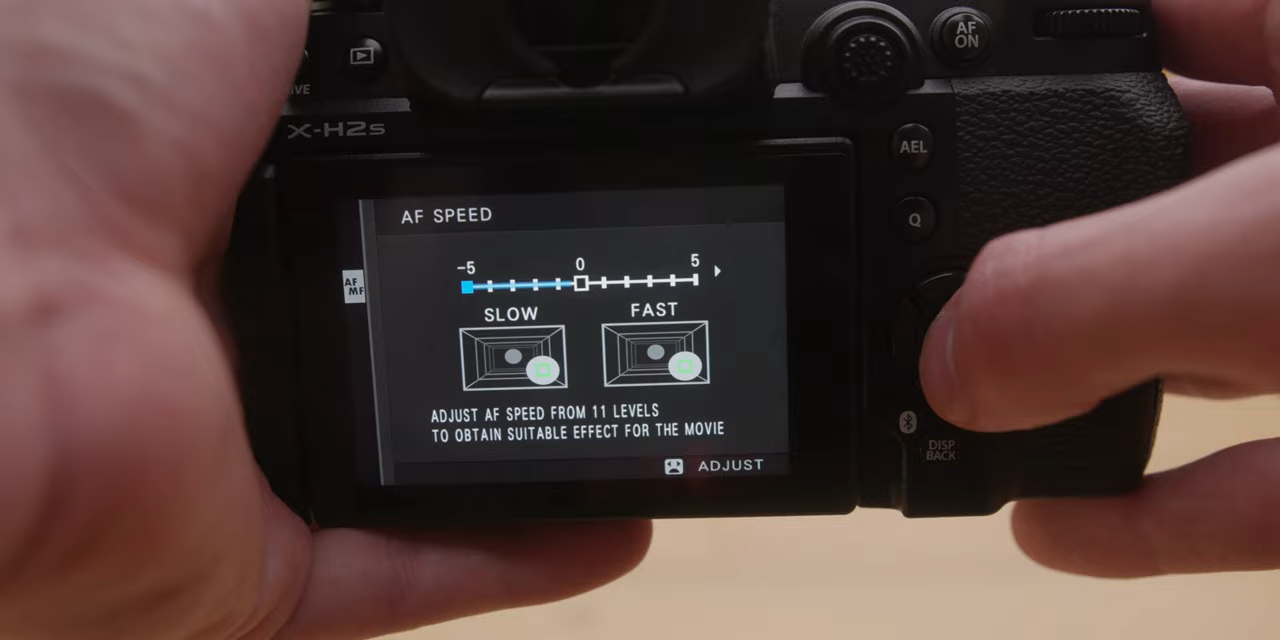 AF
ON
IVE
X-H2S
AEL
AF SPEED
Q
-5 0 5
AF
MF
SLOW FAST
ADJUST AF SPEED FROM 11 LEVELS
TO OBTAIN SUITABLE EFFECT FOR THE MOVIE
DISP
BACK
ADJUST